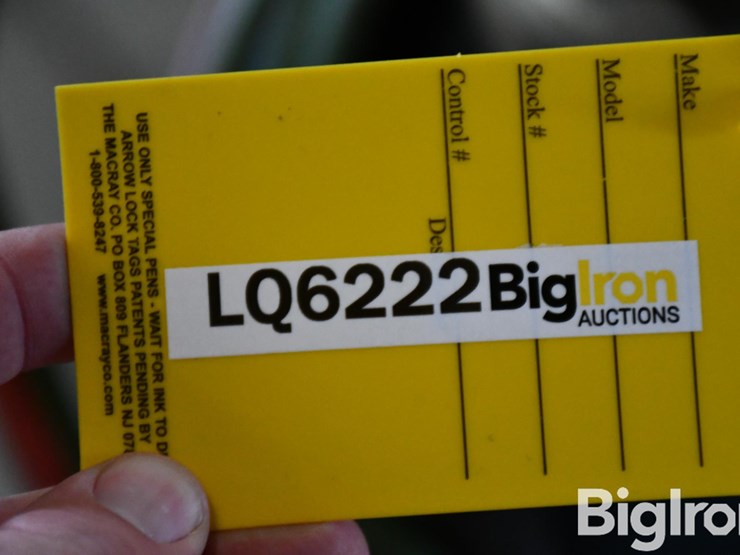 Make
Model
Stock #
Control #
LQ6222 BigIron
AUCTIONS
USE ONLY SPECIAL PENS - WAIT FOR INK TO
ARROW LOCK TAGS PATENTS PENDING BY
THE MACRAY CO. PO BOX 809 FLANDERS NJ
1-800-539-8247 www.macrayco.com